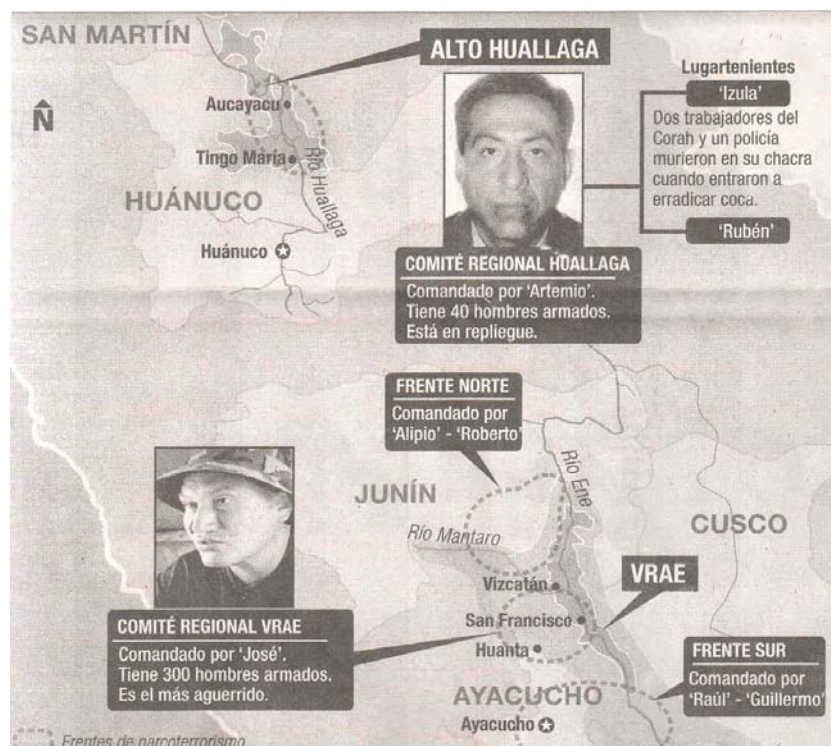 SAN MARTÍN
ALTO HUALLAGA
Lugartenientes
'Izula'
Dos trabajadores del
Corah y un policía
murieron en su chacra
cuando entraron a
erradicar coca.
'Rubén'
N
Aucayacu
Tingo María
Río Huallaga
HUÁNUCO
Huánuco
COMITÉ REGIONAL HUALLAGA
Comandado por 'Artemio'.
Tiene 40 hombres armados.
Está en repliegue.
FRENTE NORTE
Comandado por
'Alipio' - 'Roberto'
Río Ene
JUNÍN
CUSCO
Río Mantaro
Vizcatán
VRAE
San Francisco
Huanta
COMITÉ REGIONAL VRAE
Comandado por 'José'.
Tiene 300 hombres armados.
Es el más aguerrido.
FRENTE SUR
Comandado por
'Raúl' - 'Guillermo'
AYACUCHO
Ayacucho
Frentes de narcoterrorismo